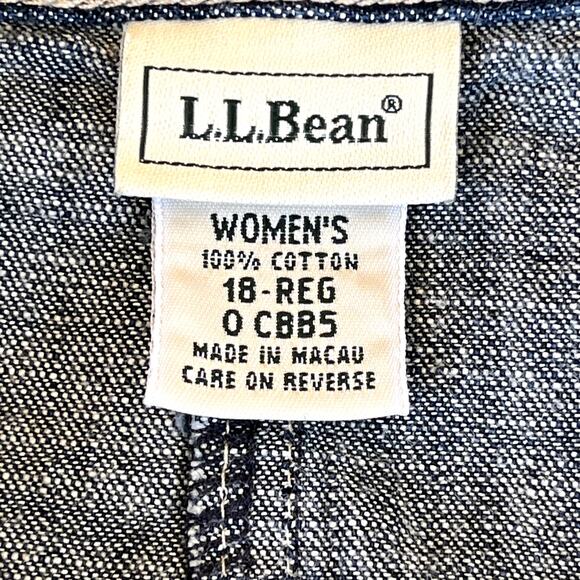 L.L.Bean®
WOMEN'S
100% COTTON
18-REG
0 CBB5
MADE IN MACAU
CARE ON REVERSE